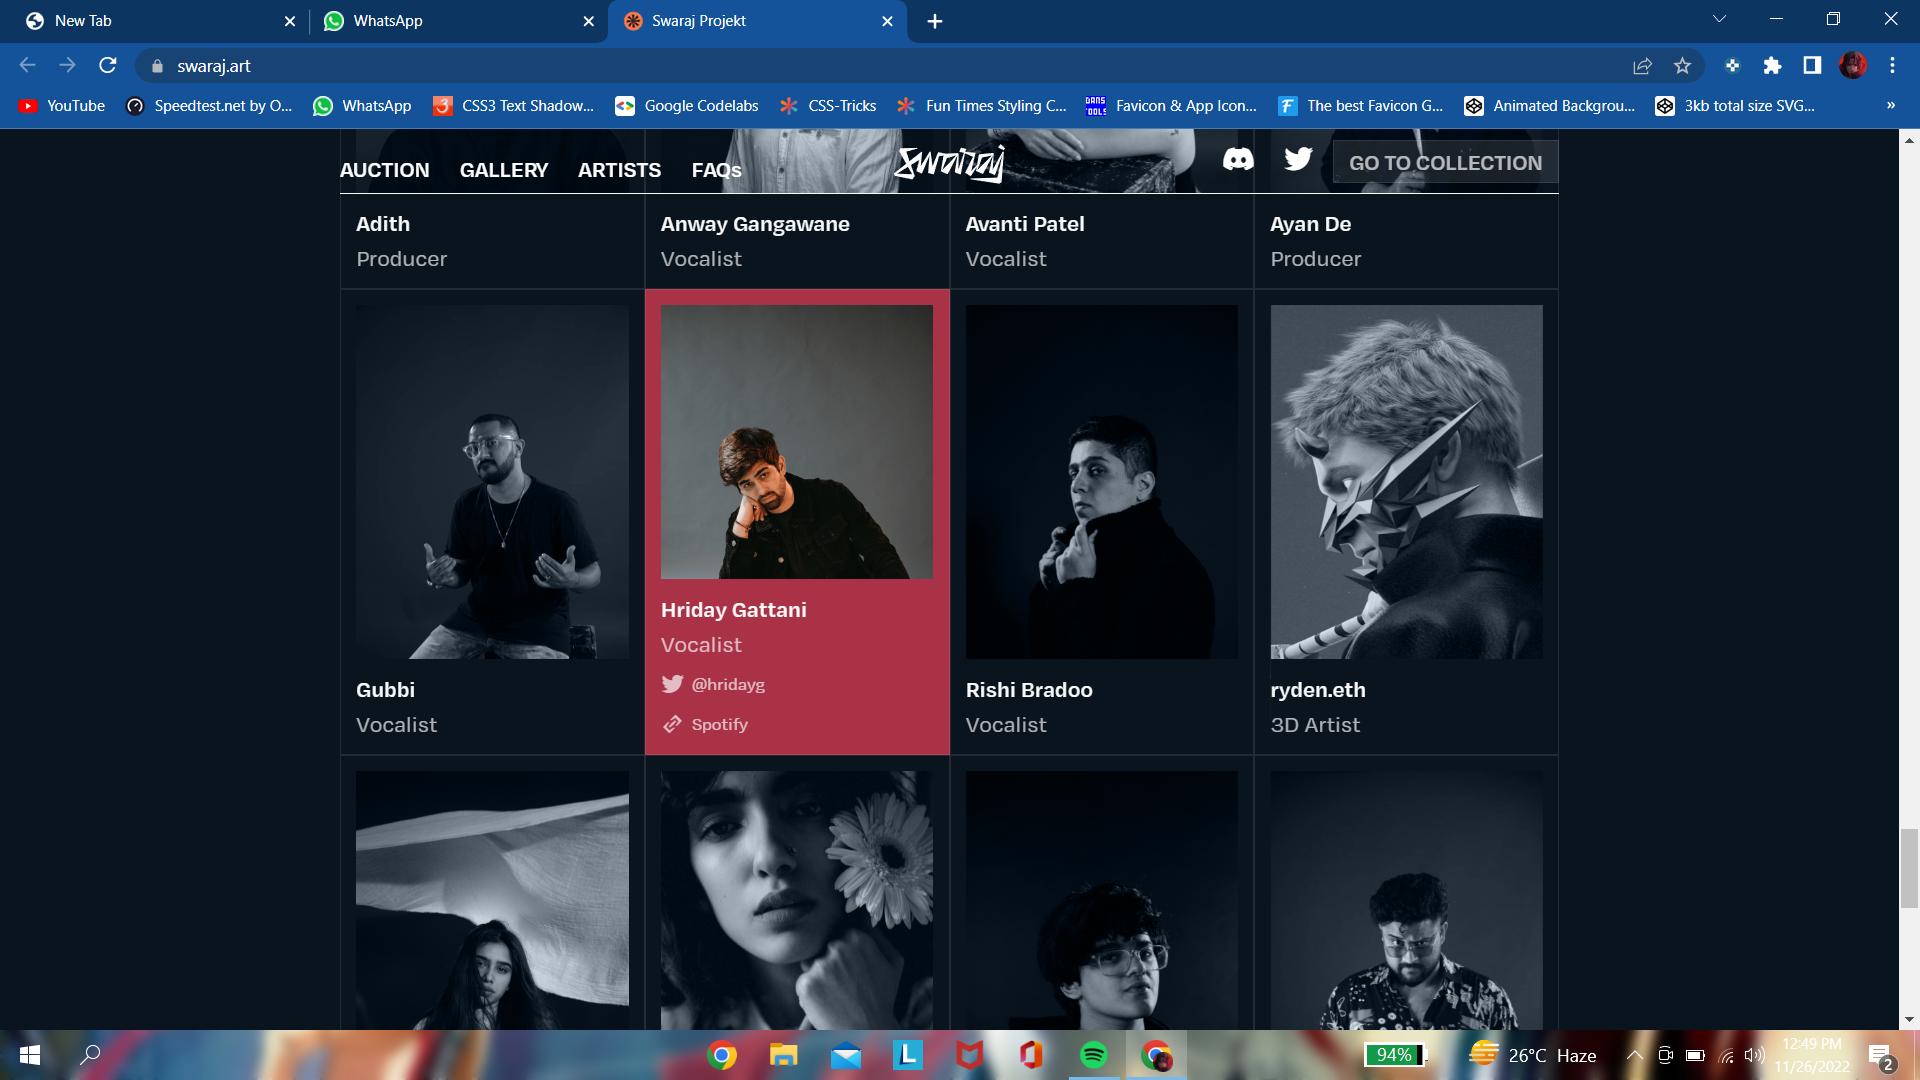 New Tab
WhatsApp
Swaraj Projekt
swaraj.art
YouTube
Speedtest.net by O...
WhatsApp
CSS3 Text Shadow...
Google Codelabs
CSS-Tricks
Fun Times Styling C...
Favicon & App Icon...
The best Favicon G...
Animated Backgrou...
3kb total size SVG...
»
AUCTION
GALLERY
ARTISTS
FAQs
Swaraj
GO TO COLLECTION
Adith
Producer
Anway Gangawane
Vocalist
Avanti Patel
Vocalist
Ayan De
Producer
Gubbi
Vocalist
Hriday Gattani
Vocalist
@hridayg
Spotify
Rishi Bradoo
Vocalist
ryden.eth
3D Artist
94%
26°C Haze
12:49 PM
11/26/2022
2